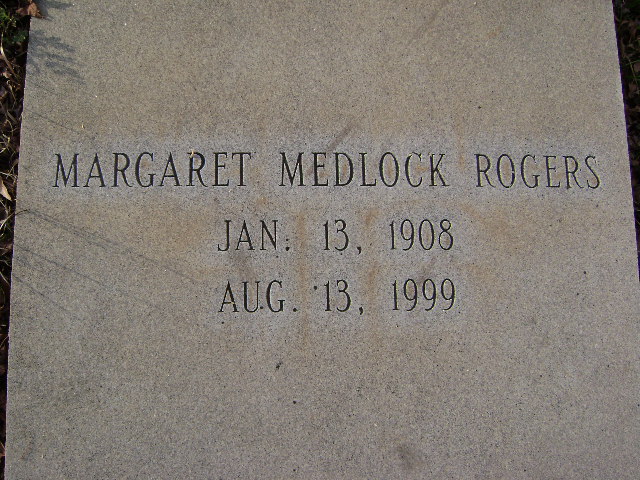 MARGARET MEDLOCK ROGERS
JAN. 13, 1908
AUG. 13, 1999